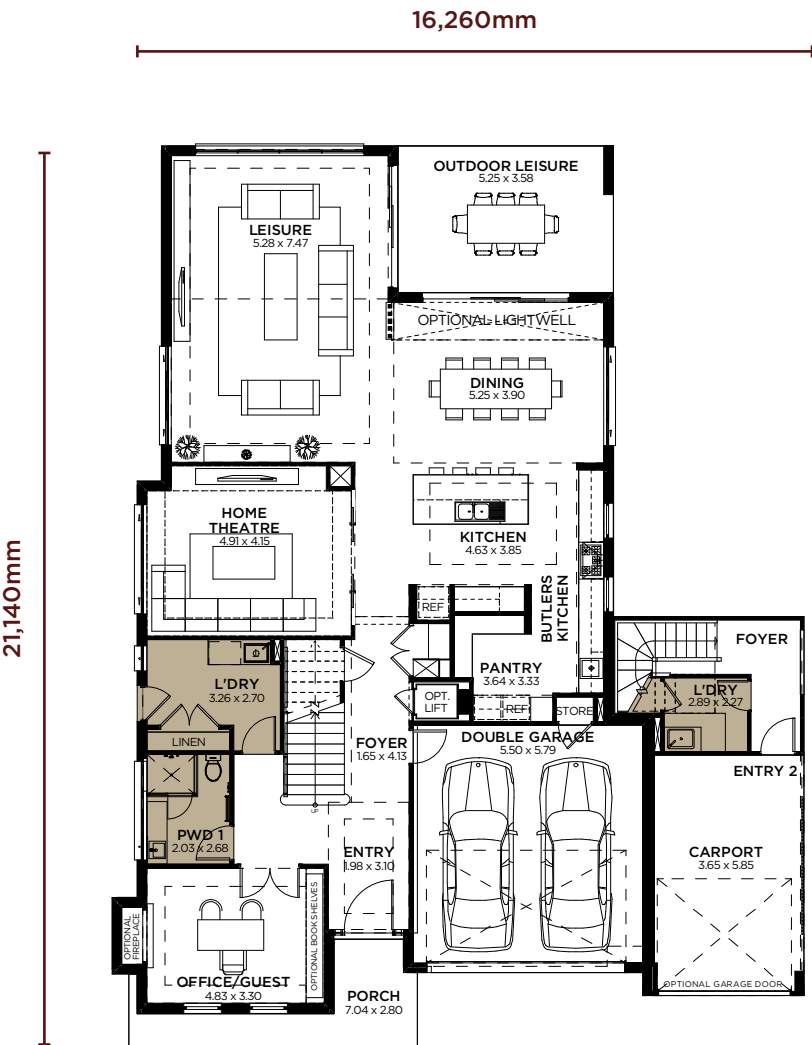 16,260mm
21,140mm
OUTDOOR LEISURE
5.25 x 3.58
LEISURE
5.28 x 7.47
OPTIONAL LIGHTWELL
DINING
5.25 x 3.90
HOME
THEATRE
4.91 x 4.15
KITCHEN
4.63 x 3.85
BUTLERS
KITCHEN
REF
PANTRY
3.64 x 3.33
REF
STORE
OPT.
LIFT
FOYER
L'DRY
2.89 x 2.27
L'DRY
3.26 x 2.70
LINEN
FOYER
1.65 x 4.13
DOUBLE GARAGE
5.50 x 5.79
ENTRY 2
UP
PWD 1
2.03 x 2.68
ENTRY
1.98 x 3.10
CARPORT
3.65 x 5.85
OPTIONAL
FIREPLACE
OPTIONAL BOOKSHELVES
OFFICE/GUEST
4.83 x 3.30
PORCH
7.04 x 2.80
OPTIONAL GARAGE DOOR